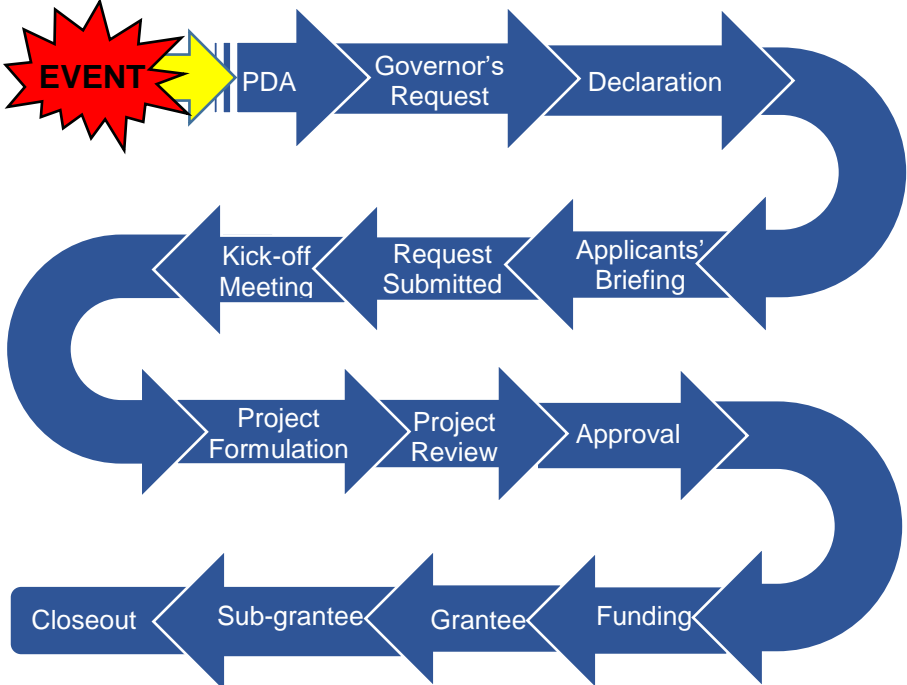 EVENT
PDA
Governor's
Request
Declaration
Applicants'
Briefing
Request
Submitted
Kick-off
Meeting
Project
Formulation
Project
Review
Approval
Funding
Grantee
Sub-grantee
Closeout